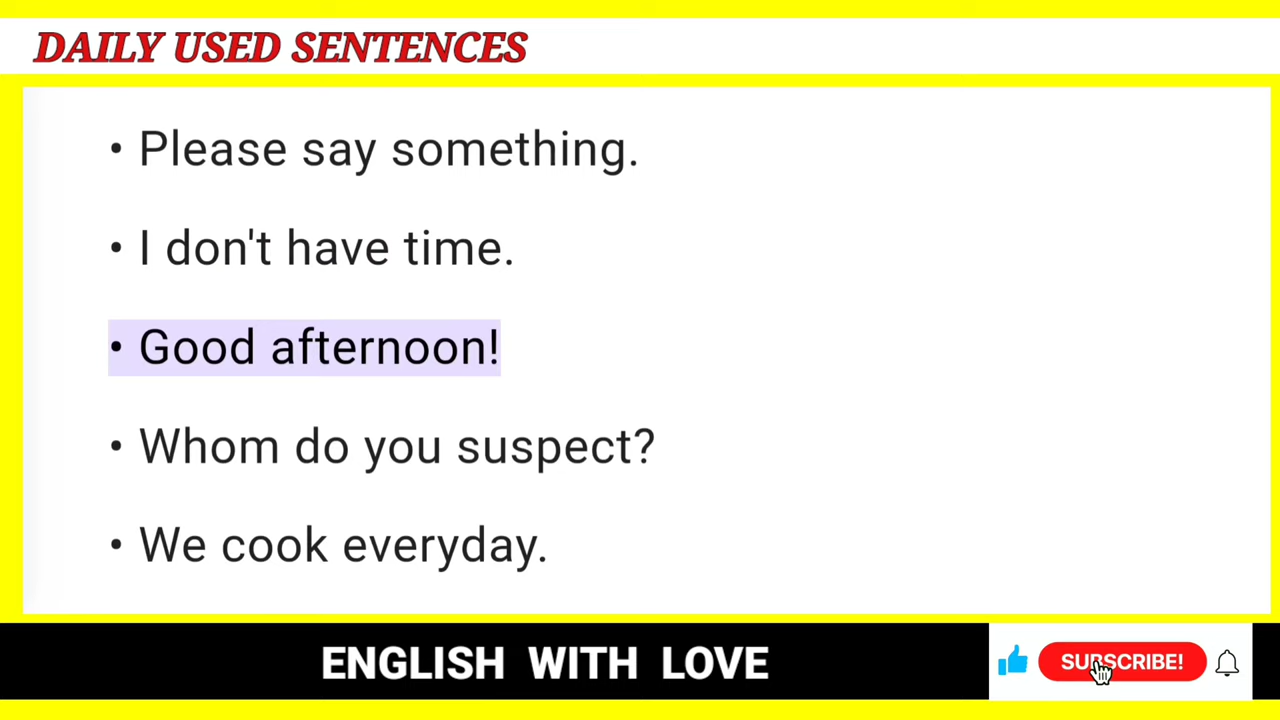 DAILY USED SENTENCES
• Please say something.
• I don't have time.
• Good afternoon!
• Whom do you suspect?
• We cook everyday.
ENGLISH WITH LOVE
SUBSCRIBE!